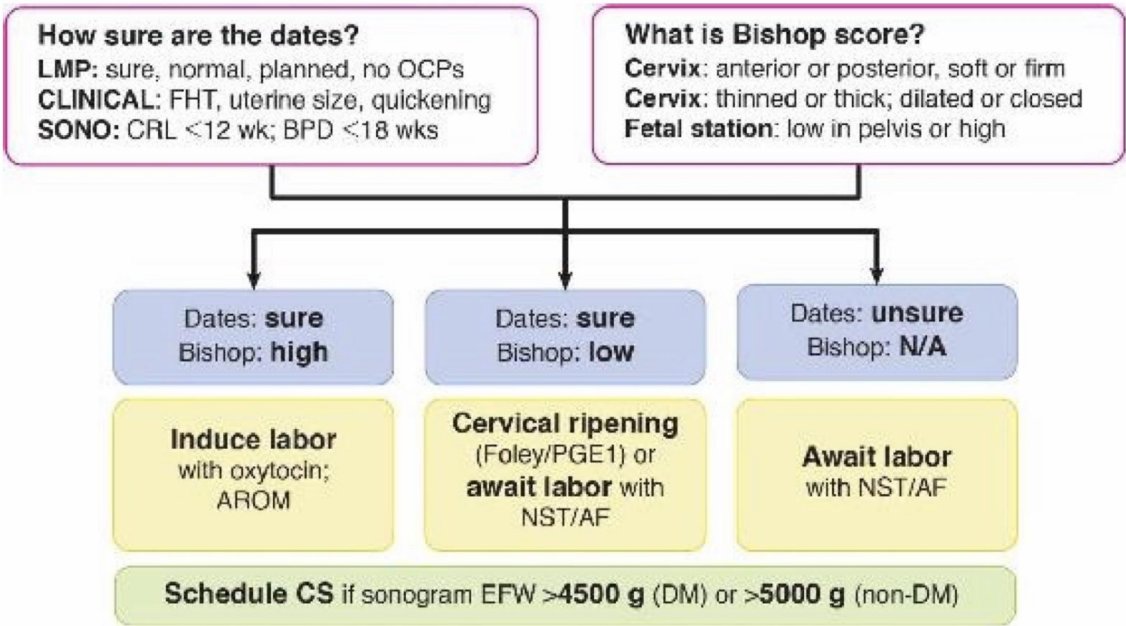 How sure are the dates?
LMP: sure, normal, planned, no OCPs
CLINICAL: FHT, uterine size, quickening
SONO: CRL <12 wk; BPD <18 wks
What is Bishop score?
Cervix: anterior or posterior, soft or firm
Cervix: thinned or thick; dilated or closed
Fetal station: low in pelvis or high
Dates: sure
Bishop: high
Dates: sure
Bishop: low
Dates: unsure
Bishop: N/A
Induce labor
with oxytocin;
AROM
Cervical ripening
(Foley/PGE1) or
await labor with
NST/AF
Await labor
with NST/AF
Schedule CS if sonogram EFW >4500 g (DM) or >5000 g (non-DM)